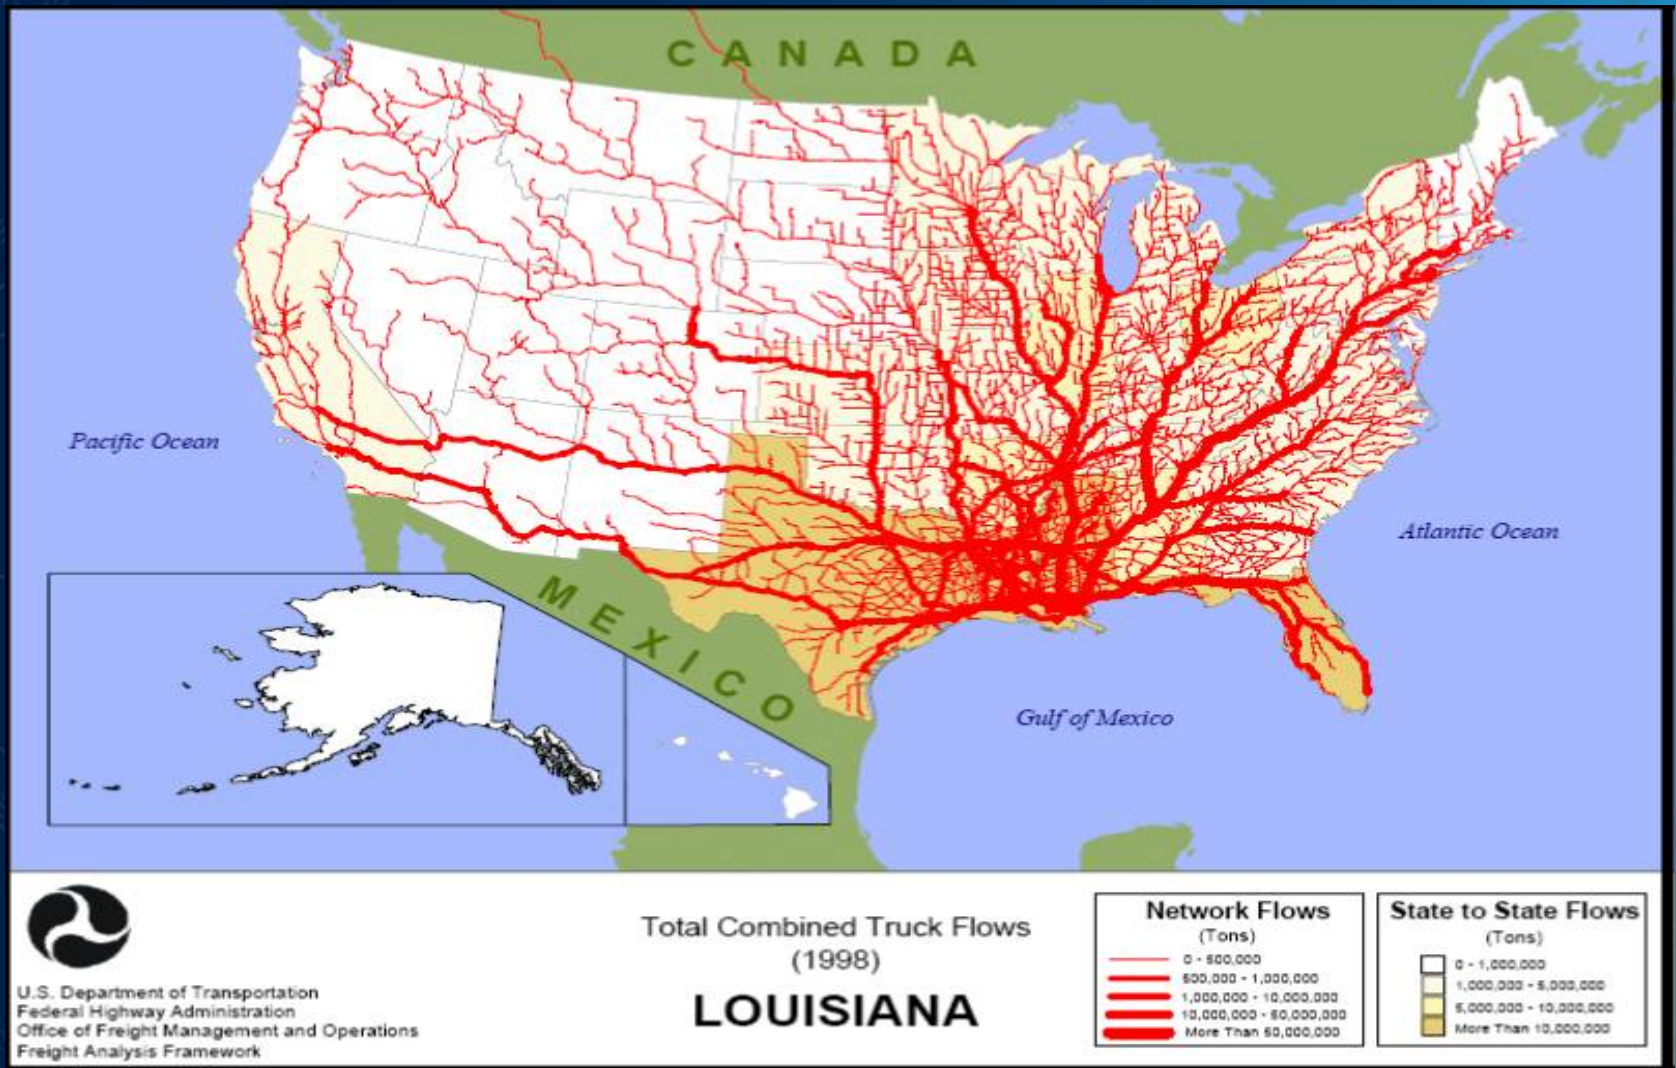 CANADA
Pacific Ocean
Atlantic Ocean
MEXICO
Gulf of Mexico
Total Combined Truck Flows
(1998)
LOUISIANA
U.S. Department of Transportation
Federal Highway Administration
Office of Freight Management and Operations
Freight Analysis Framework
Network Flows
(Tons)
0 - 500,000
500,000 - 1,000,000
1,000,000 - 10,000,000
10,000,000 - 50,000,000
More Than 50,000,000
State to State Flows
(Tons)
0 - 1,000,000
1,000,000 - 5,000,000
5,000,000 - 10,000,000
More Than 10,000,000